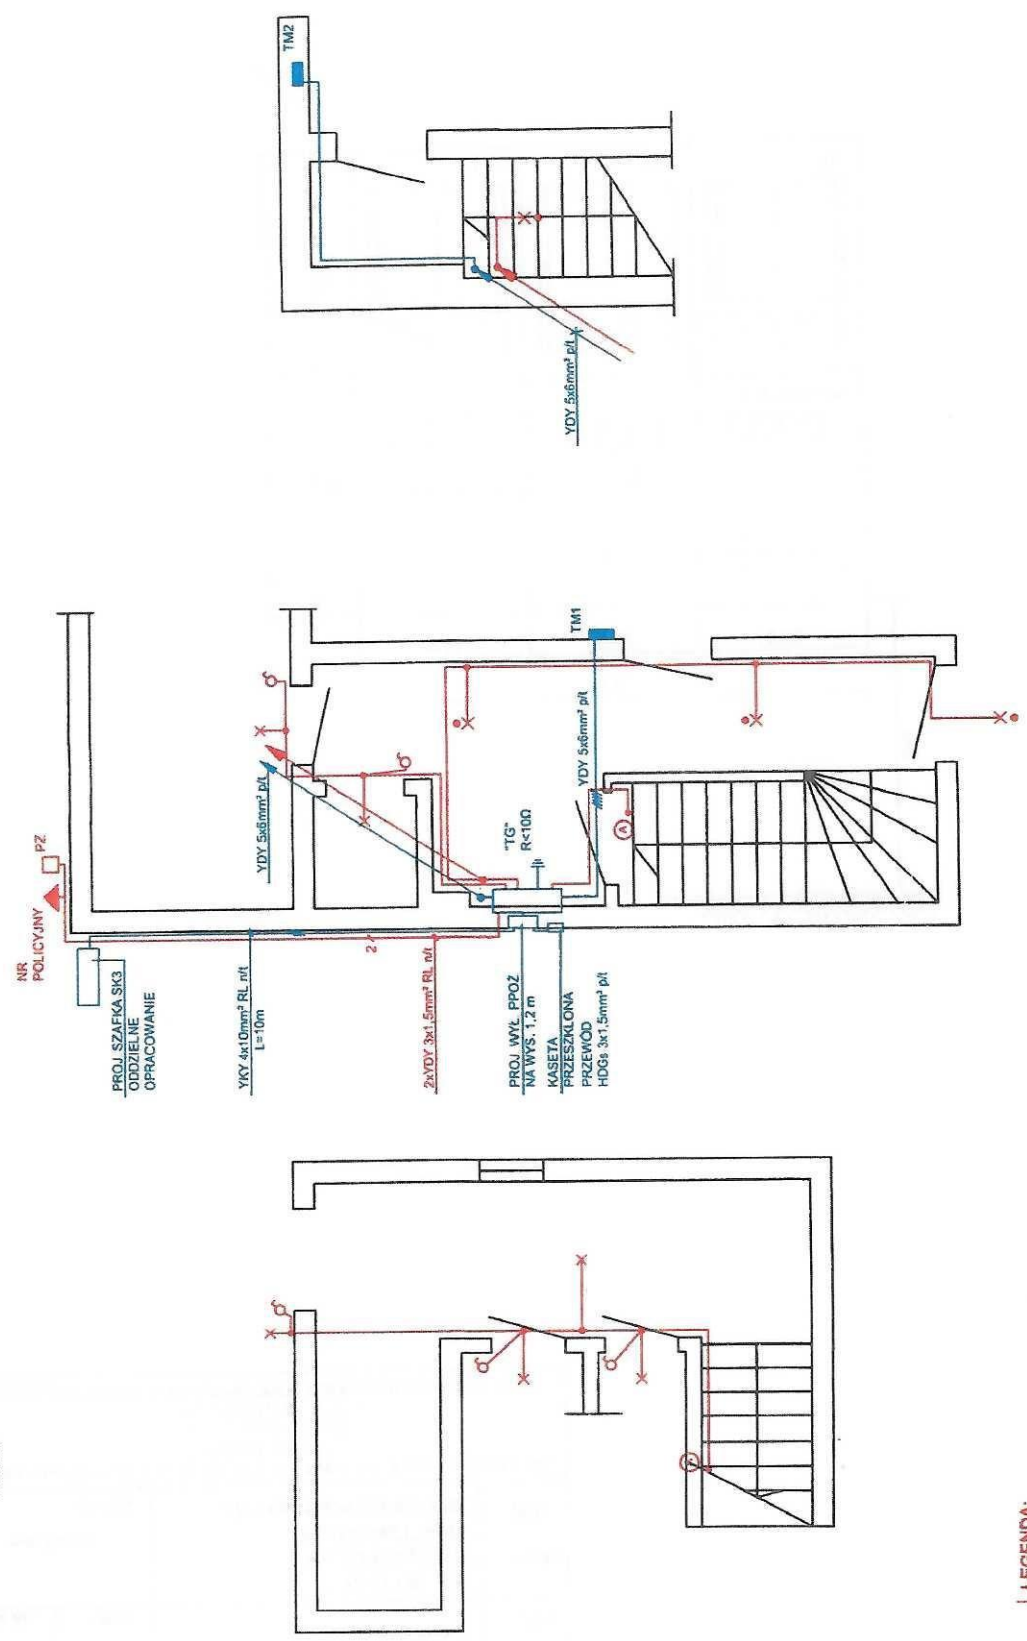 TM2
YDY 5x6mm² p/t
TM1
YDY 5x6mm² p/t
"TG"
R<10Ω
A
YDY 5x6mm² p/t
PZ
NR
POLICYJNY
2
PROJ SZAFKA SK3
ODDZIELNE
OPRACOWANIE
YKY 4x10mm² RL n/t
L=10m
2xYDY 3x1,5mm² RL n/t
PROJ WYŁ. PPOŻ
NA WYS. 1,2 m
KASETA
PRZESZKLONA
PRZEWÓD
HDGs 3x1,5mm² p/t
LEGENDA: